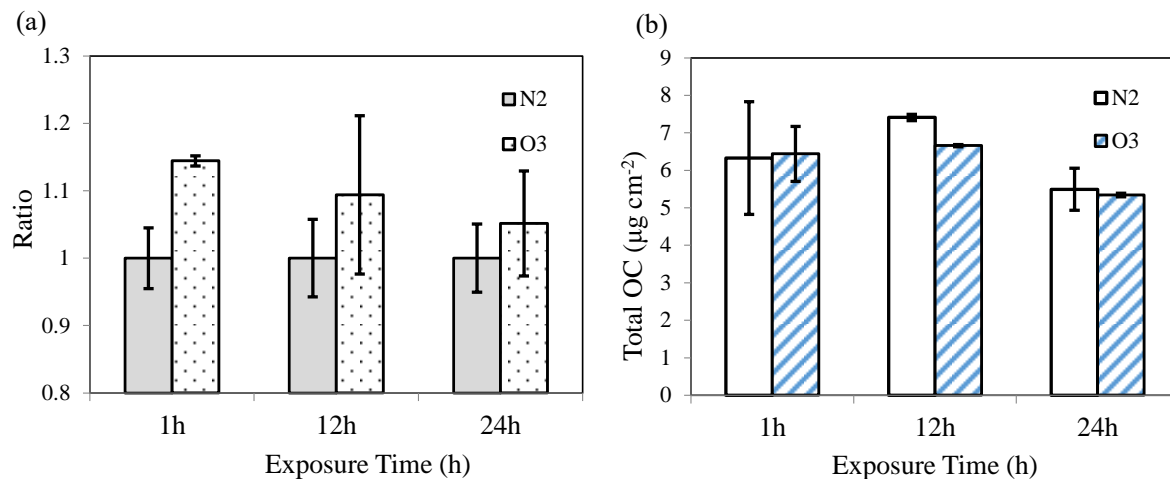 (a)
1.3
1.2
1.1
1
0.9
0.8
Ratio
N2
O3
1h
12h
24h
Exposure Time (h)
(b)
9
8
7
6
5
4
3
2
1
0
Total OC (µg cm-2)
N2
O3
1h
12h
24h
Exposure Time (h)